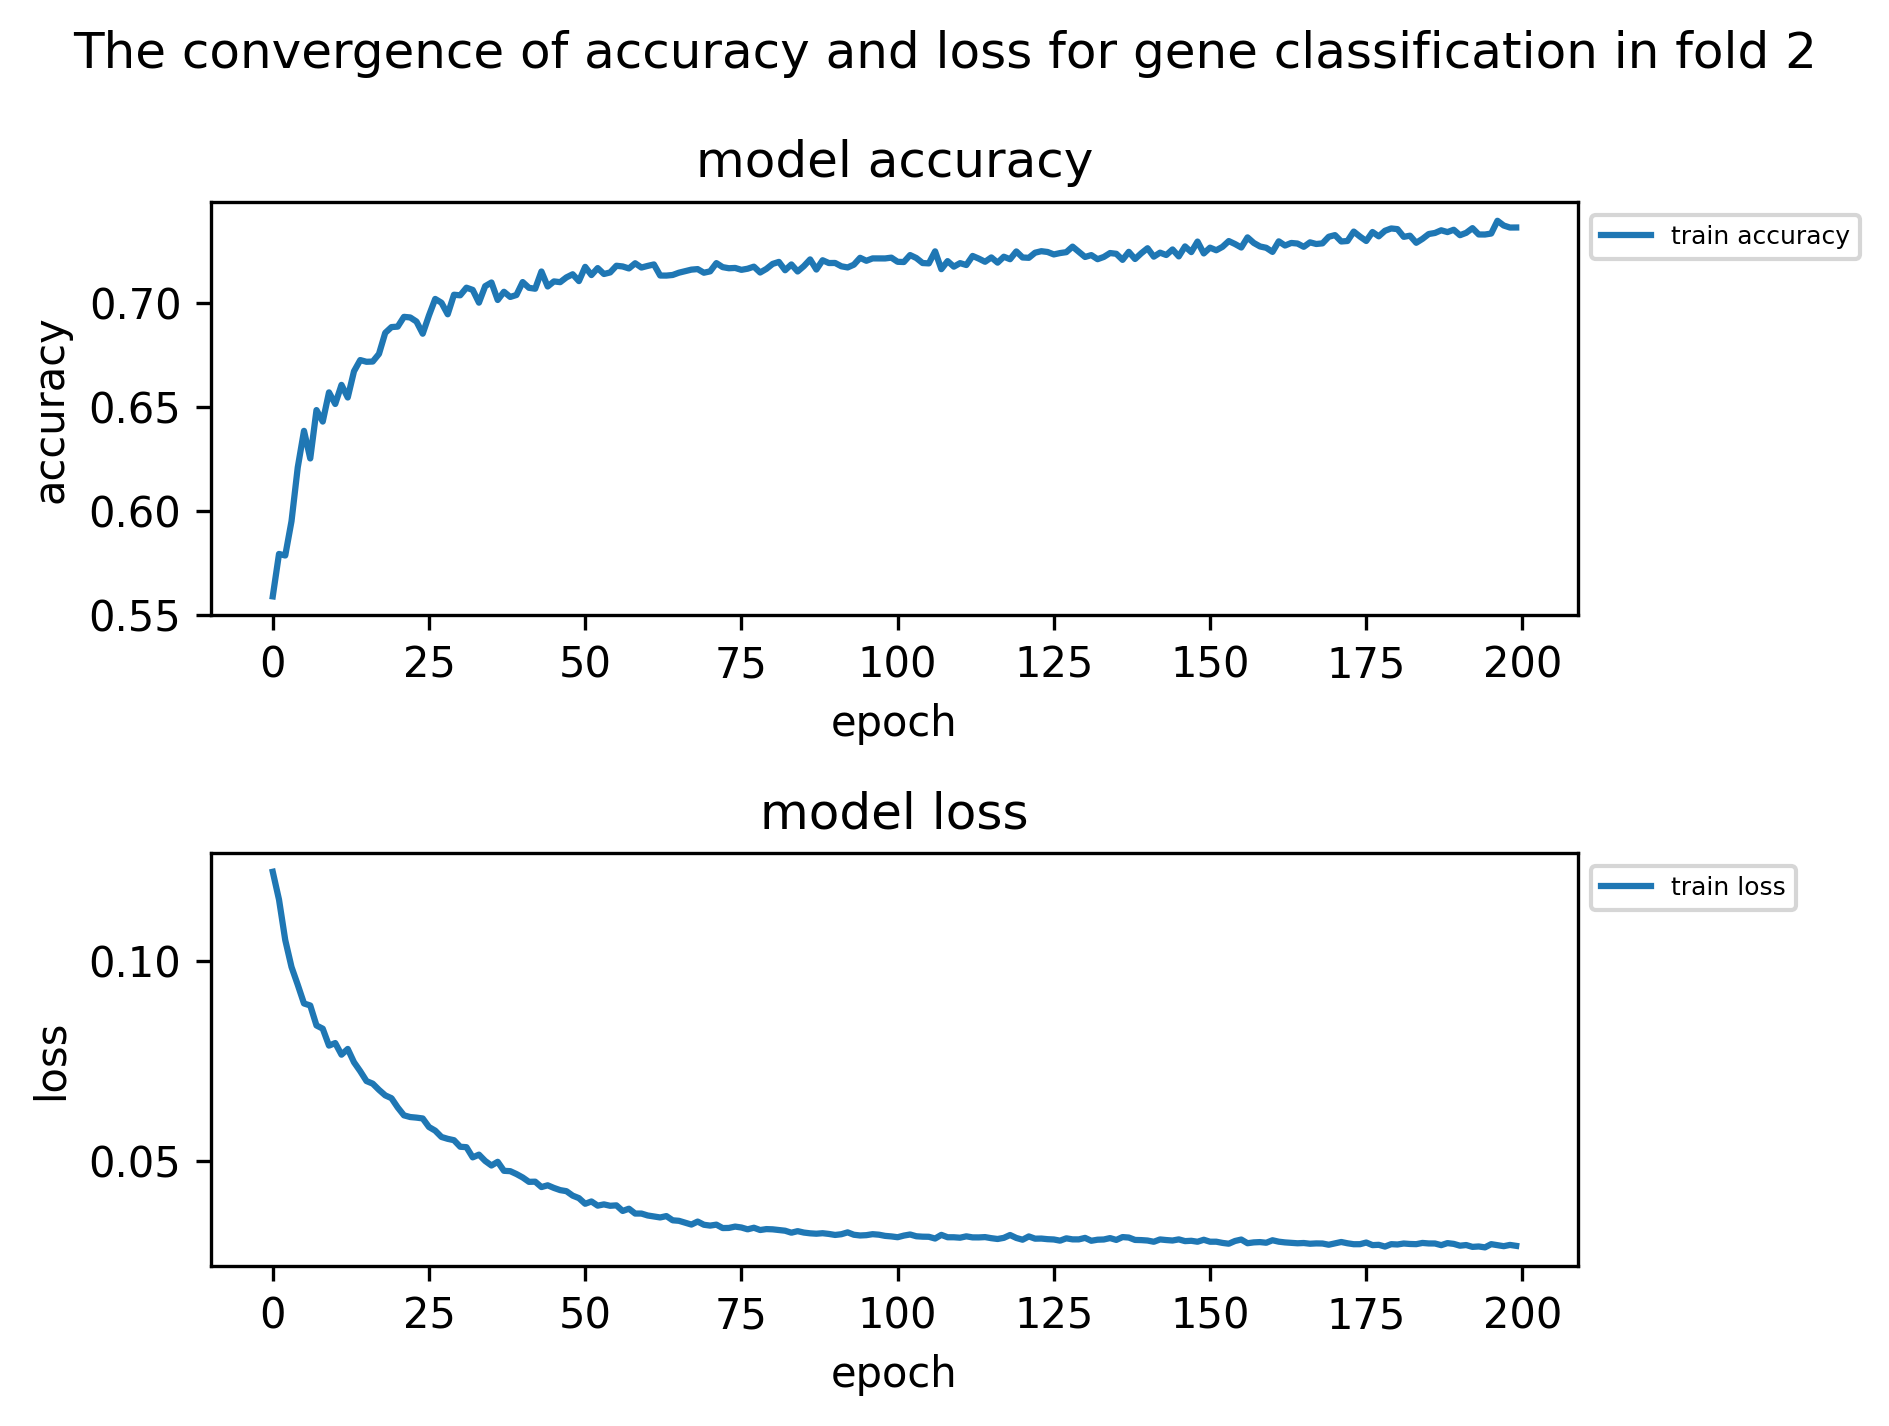 The convergence of accuracy and loss for gene classification in fold 2
model accuracy
train accuracy
0.70
0.65
0.60
0.55
accuracy
0 25 50 75 100 125 150 175 200
epoch
model loss
train loss
0.10
0.05
loss
0 25 50 75 100 125 150 175 200
epoch